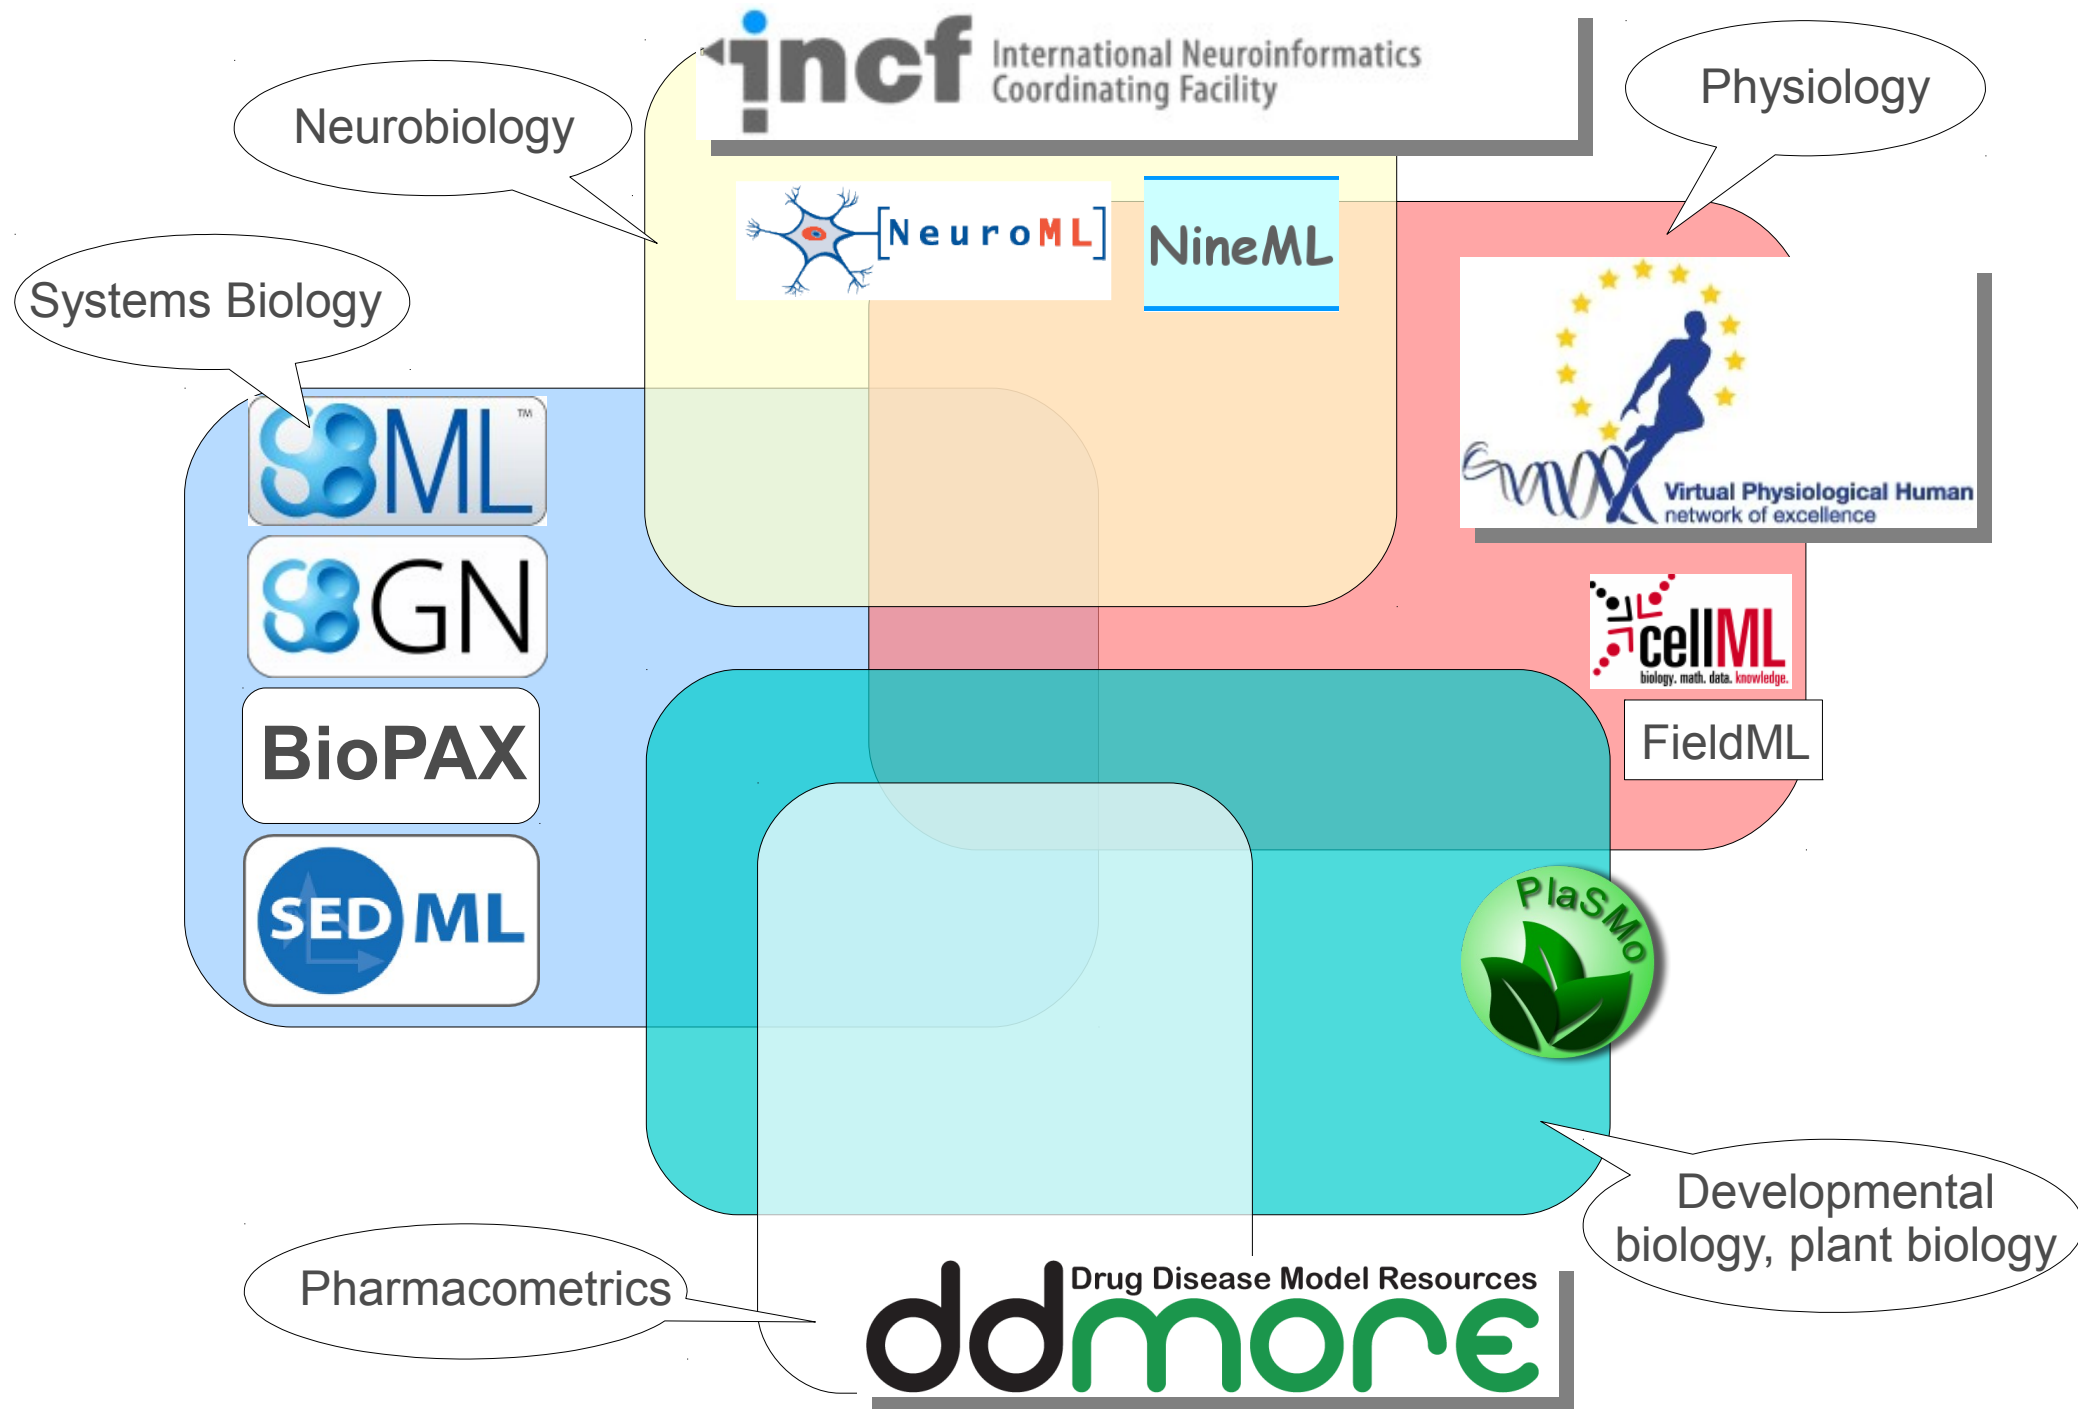 incf International Neuroinformatics
Coordinating Facility
Physiology
Neurobiology
[NeuroML]
NineML
Systems Biology
SBML™
Virtual Physiological Human
network of excellence
SBGN
cellML
biology. math. data. knowledge.
BioPAX
FieldML
SED ML
PlaSMo
Developmental
biology, plant biology
Pharmacometrics
Drug Disease Model Resources
ddmore